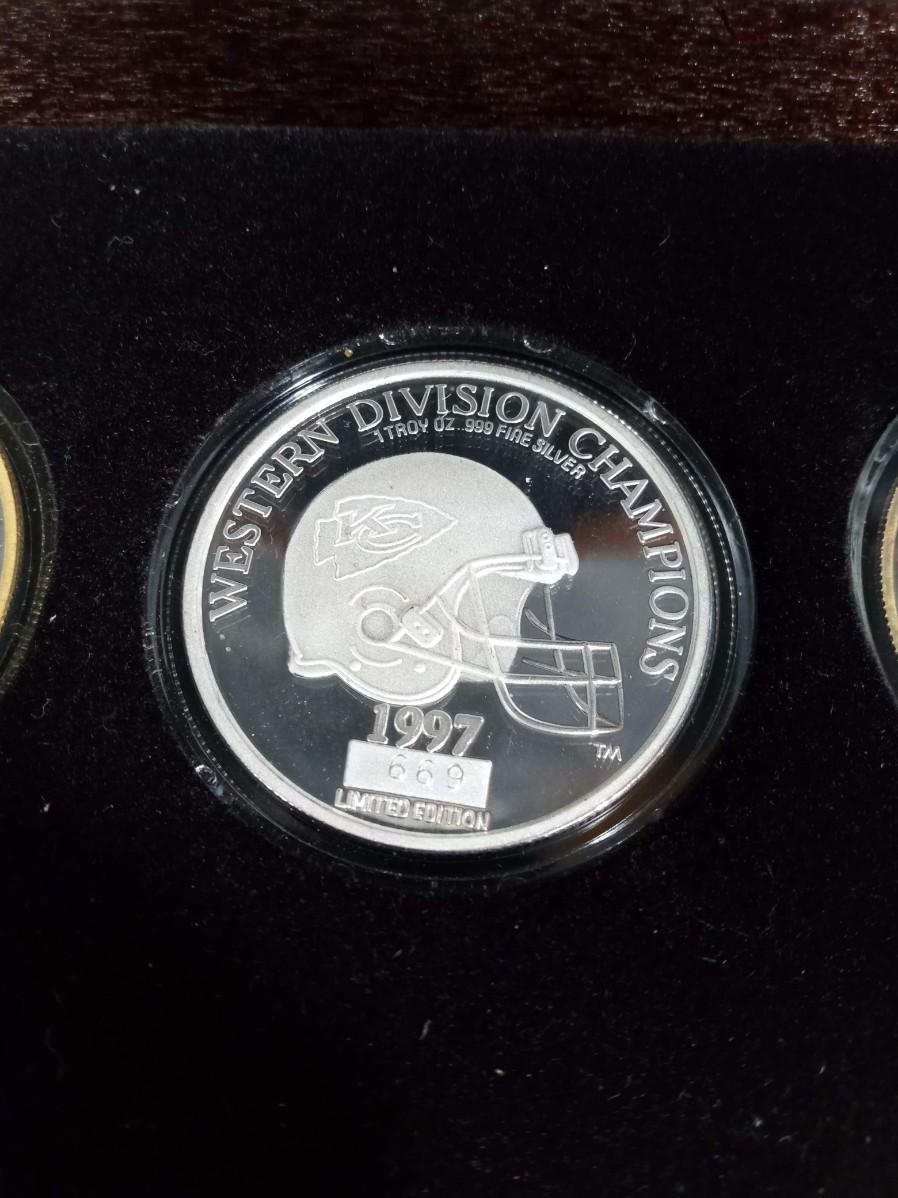 WESTERN DIVISION CHAMPIONS
1 TROY OZ .999 FINE SILVER
KC
1997
669
LIMITED EDITION
TM